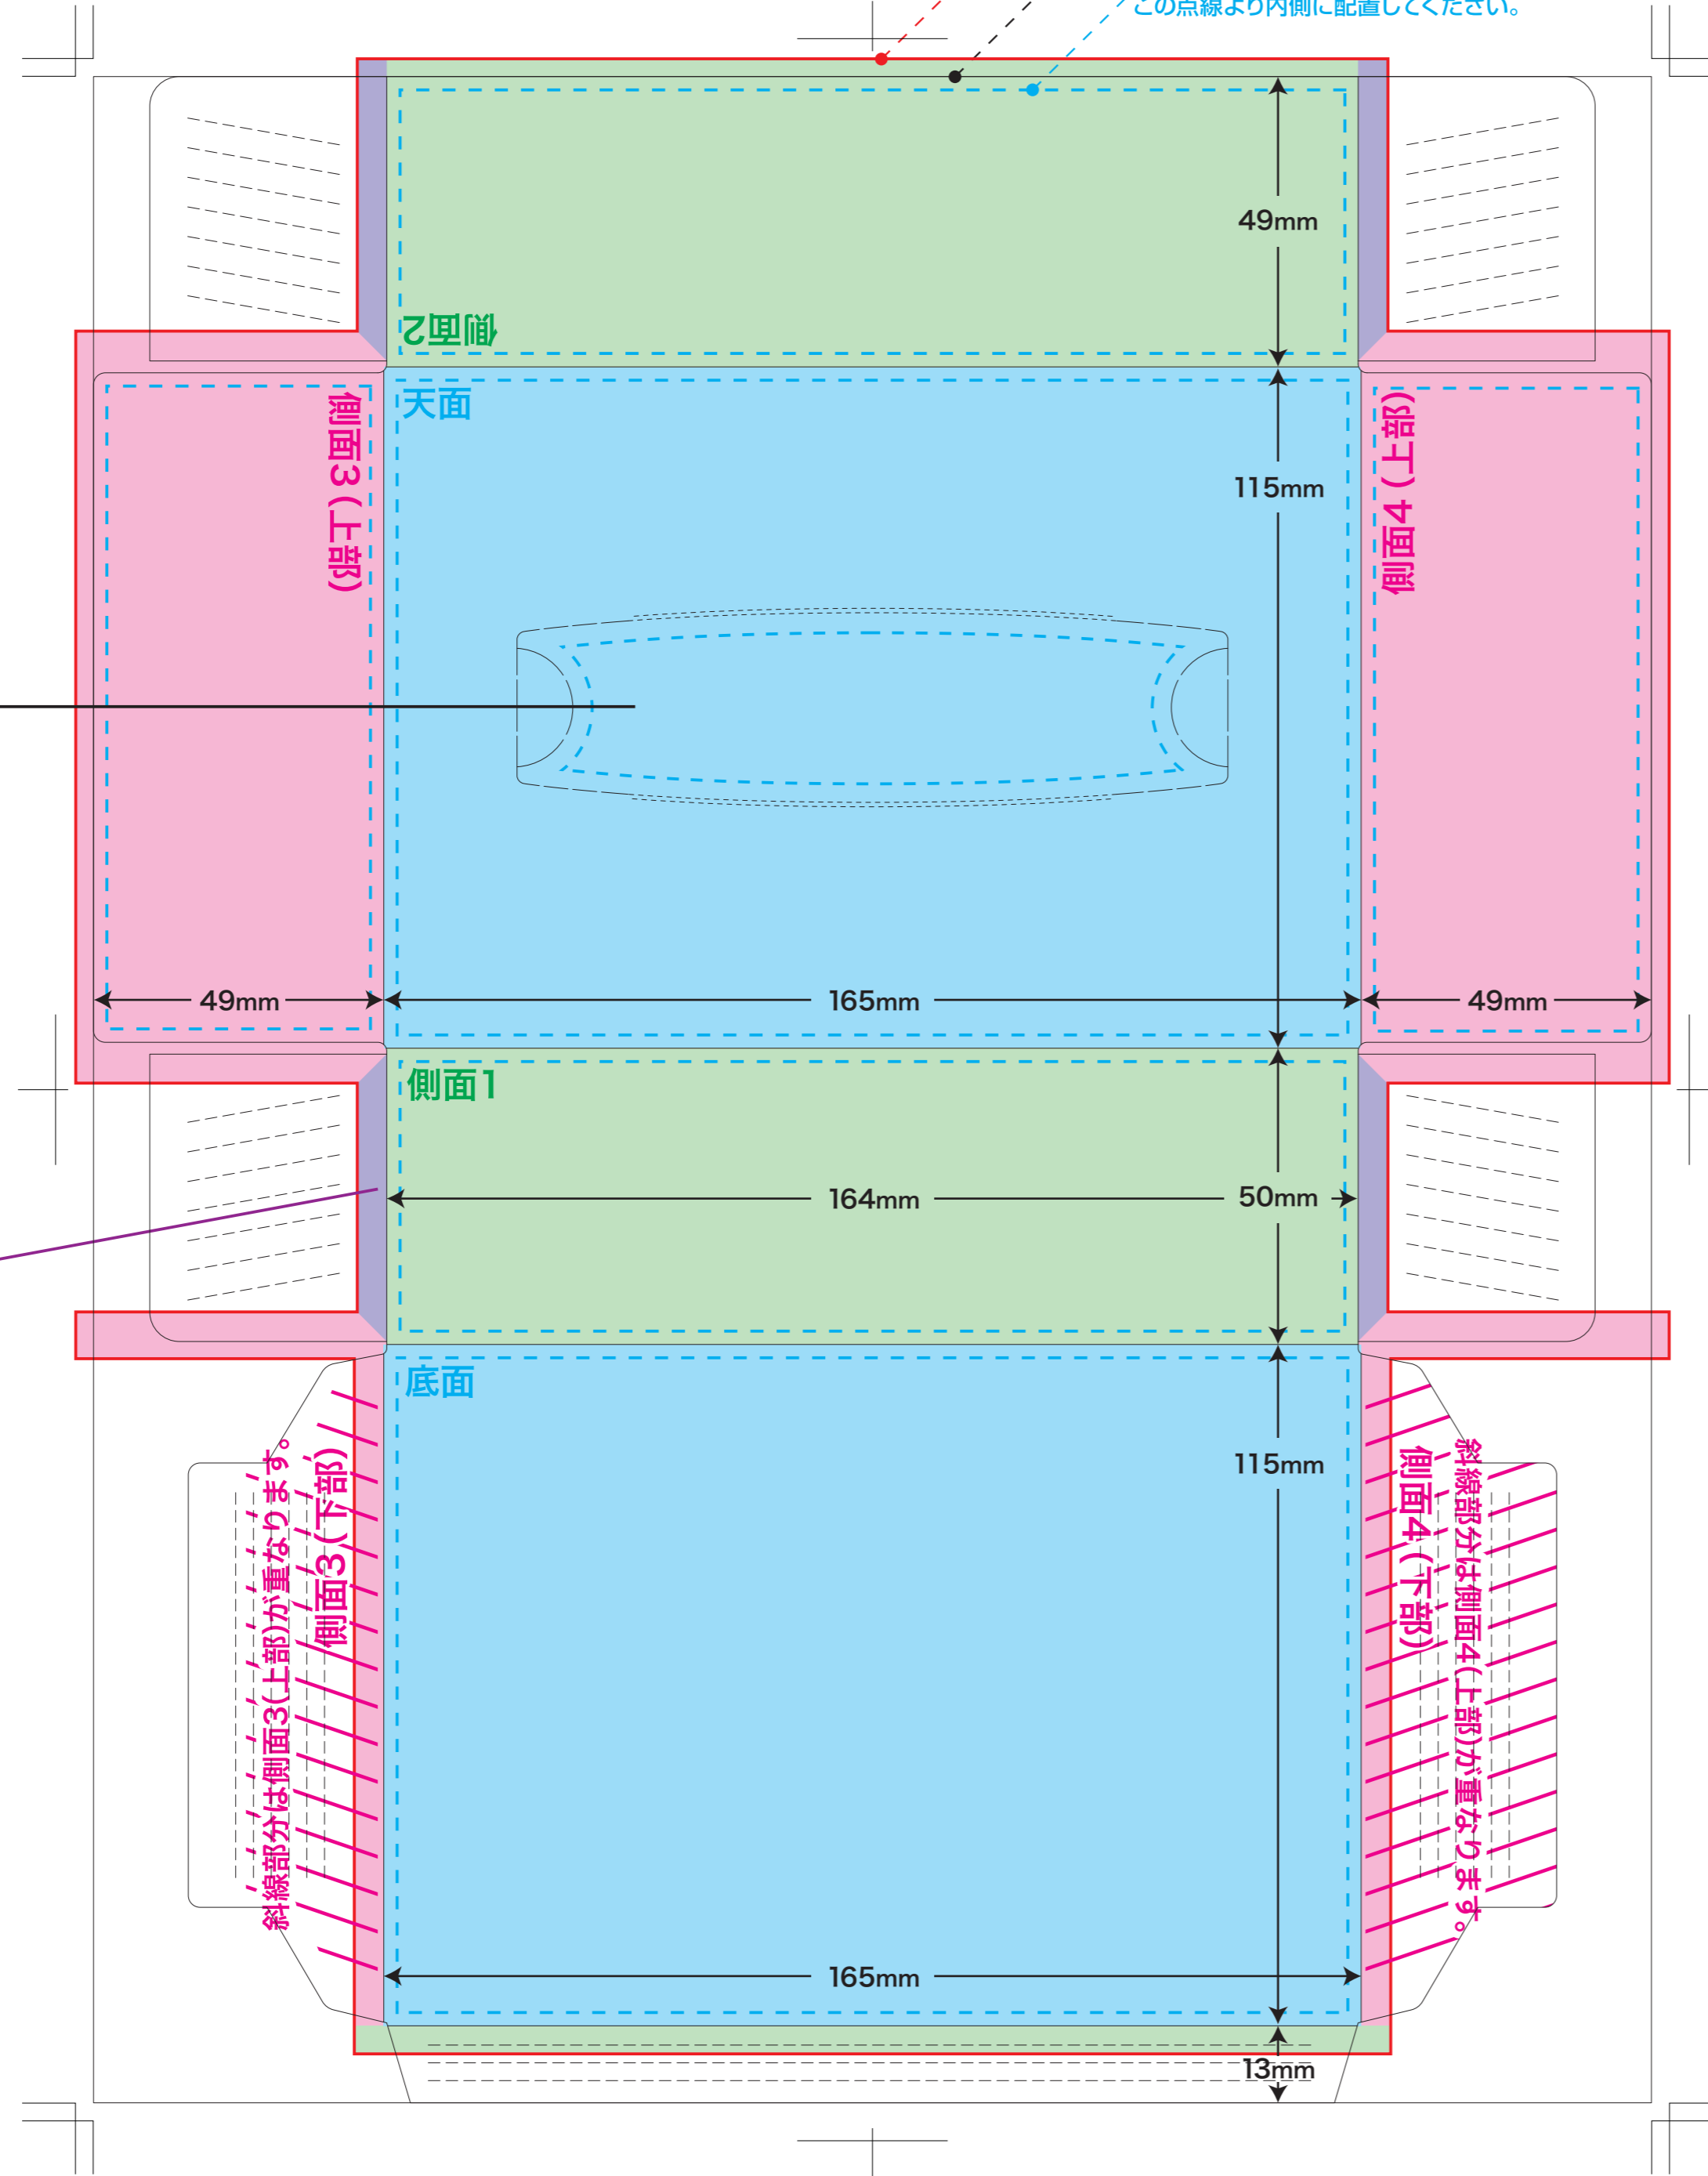 この点線より内側に配置してください。
49mm
側面2
天面
側面3(上部)
側面4(上部)
115mm
49mm
165mm
49mm
側面1
164mm
50mm
底面
115mm
側面3(下部)
斜線部分は側面3(上部)が重なります。
側面4(下部)
斜線部分は側面4(上部)が重なります。
165mm
13mm